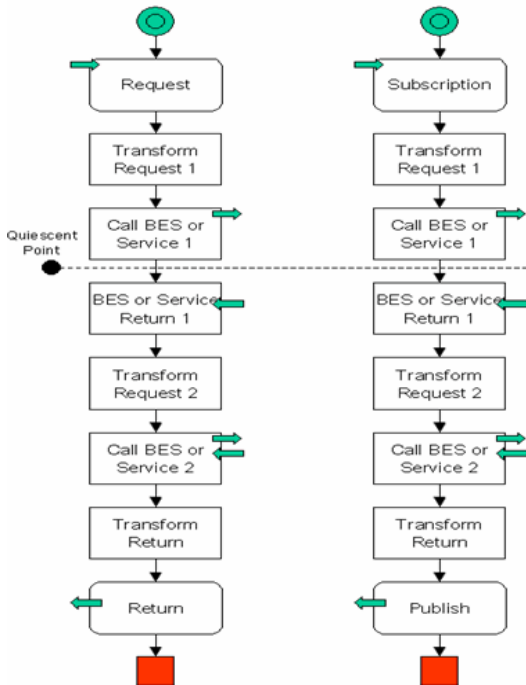 Request
Transform
Request 1
Call BES or
Service 1
Quiescent
Point
BES or Service
Return 1
Transform
Request 2
Call BES or
Service 2
Transform
Return
Return
Subscription
Transform
Request 1
Call BES or
Service 1
BES or Service
Return 1
Transform
Request 2
Call BES or
Service 2
Transform
Return
Publish